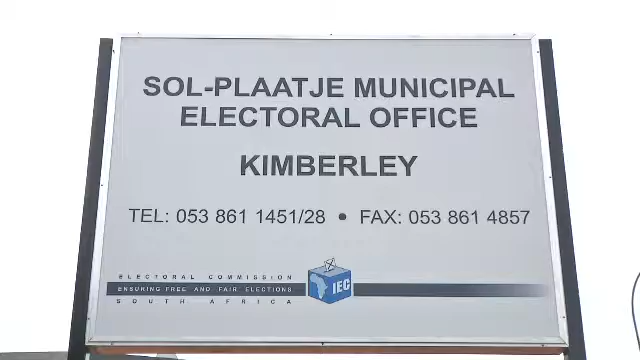 SOL-PLAATJE MUNICIPAL
ELECTORAL OFFICE
KIMBERLEY
TEL: 053 861 1451/28 • FAX: 053 861 4857
ELECTORAL COMMISSION
ENSURING FREE AND FAIR ELECTIONS
SOUTH AFRICA
IEC